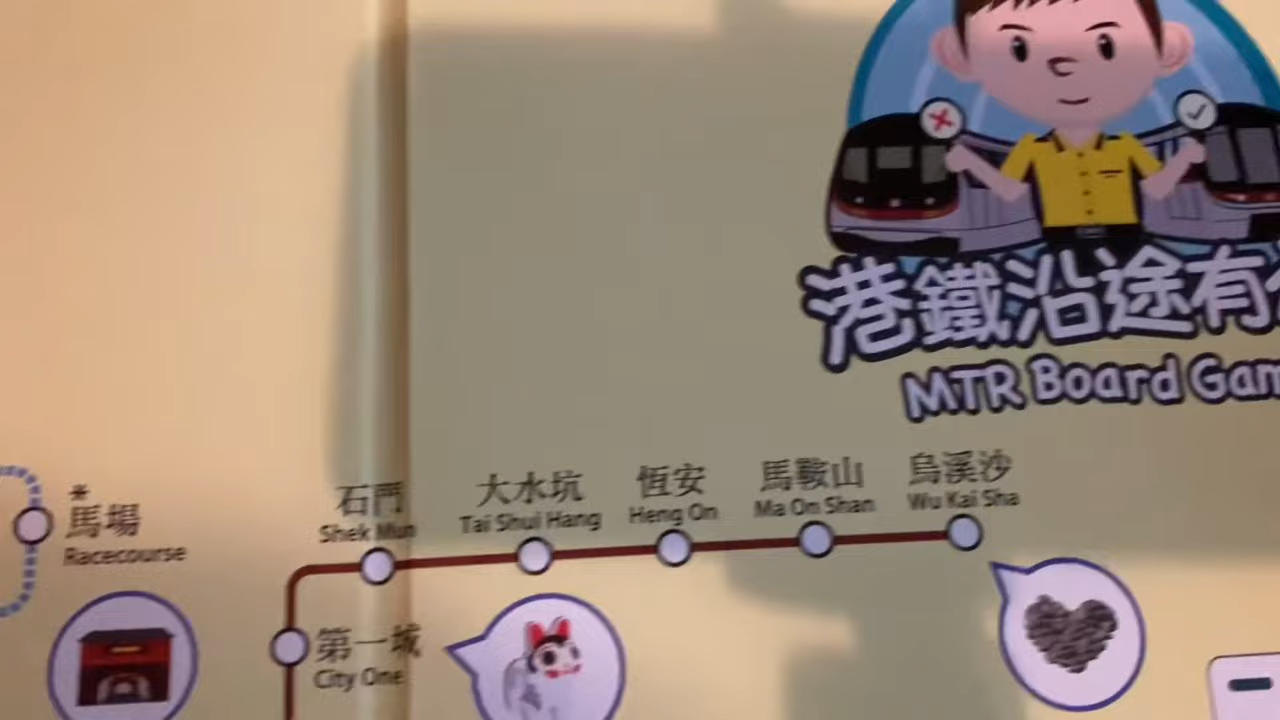 港鐵沿途有
MTR Board Gam
*
馬場
Racecourse
石門
Shek Mun
大水坑
Tai Shui Hang
恆安
Heng On
馬鞍山
Ma On Shan
烏溪沙
Wu Kai Sha
第一城
City One